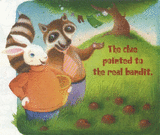 The clue
pointed to
the real bandit.